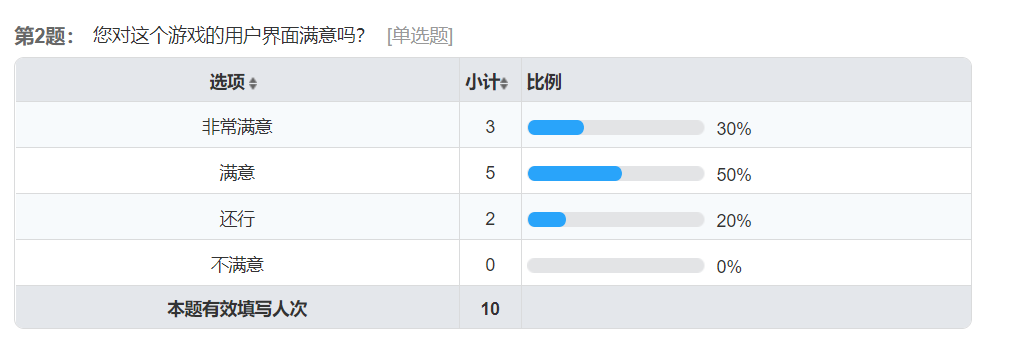 第2题： 您对这个游戏的用户界面满意吗? [单选题]
选项 小计 比例
非常满意 3 30%
满意 5 50%
还行 2 20%
不满意 0 0%
本题有效填写人次 10